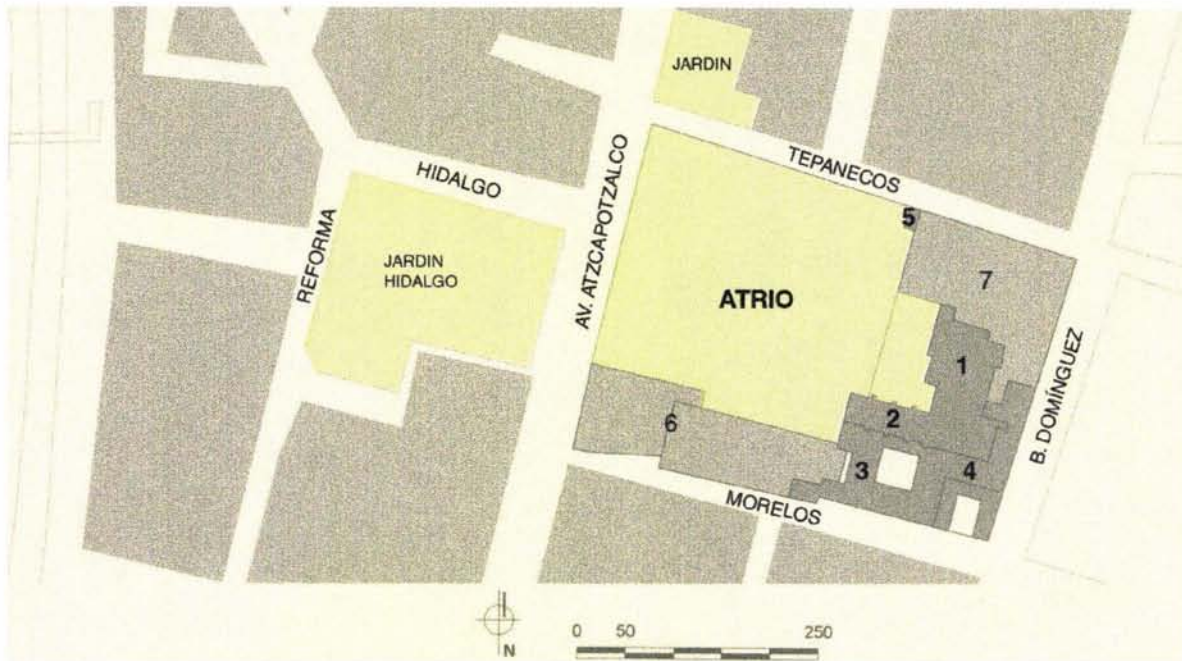 JARDIN
TEPANECOS
HIDALGO
AV. ATZCAPOTZALCO
REFORMA
JARDIN
HIDALGO
ATRIO
5
7
1
B. DOMÍNGUEZ
2
6
3
4
MORELOS
N
0 50 250